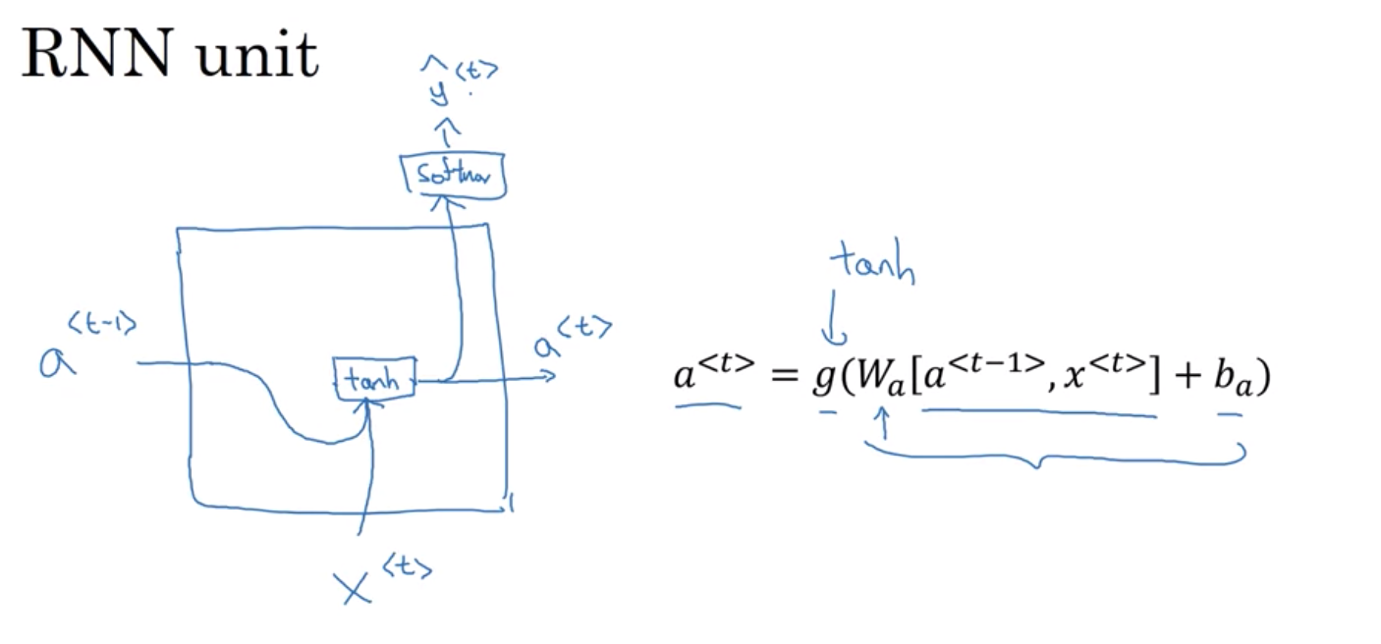 RNN unit
ŷ<t>
softmax
tanh
a<t-1>
tanh
a<t>
a<t> = g(Wa[a<t−1>, x<t>] + ba)
x<t>